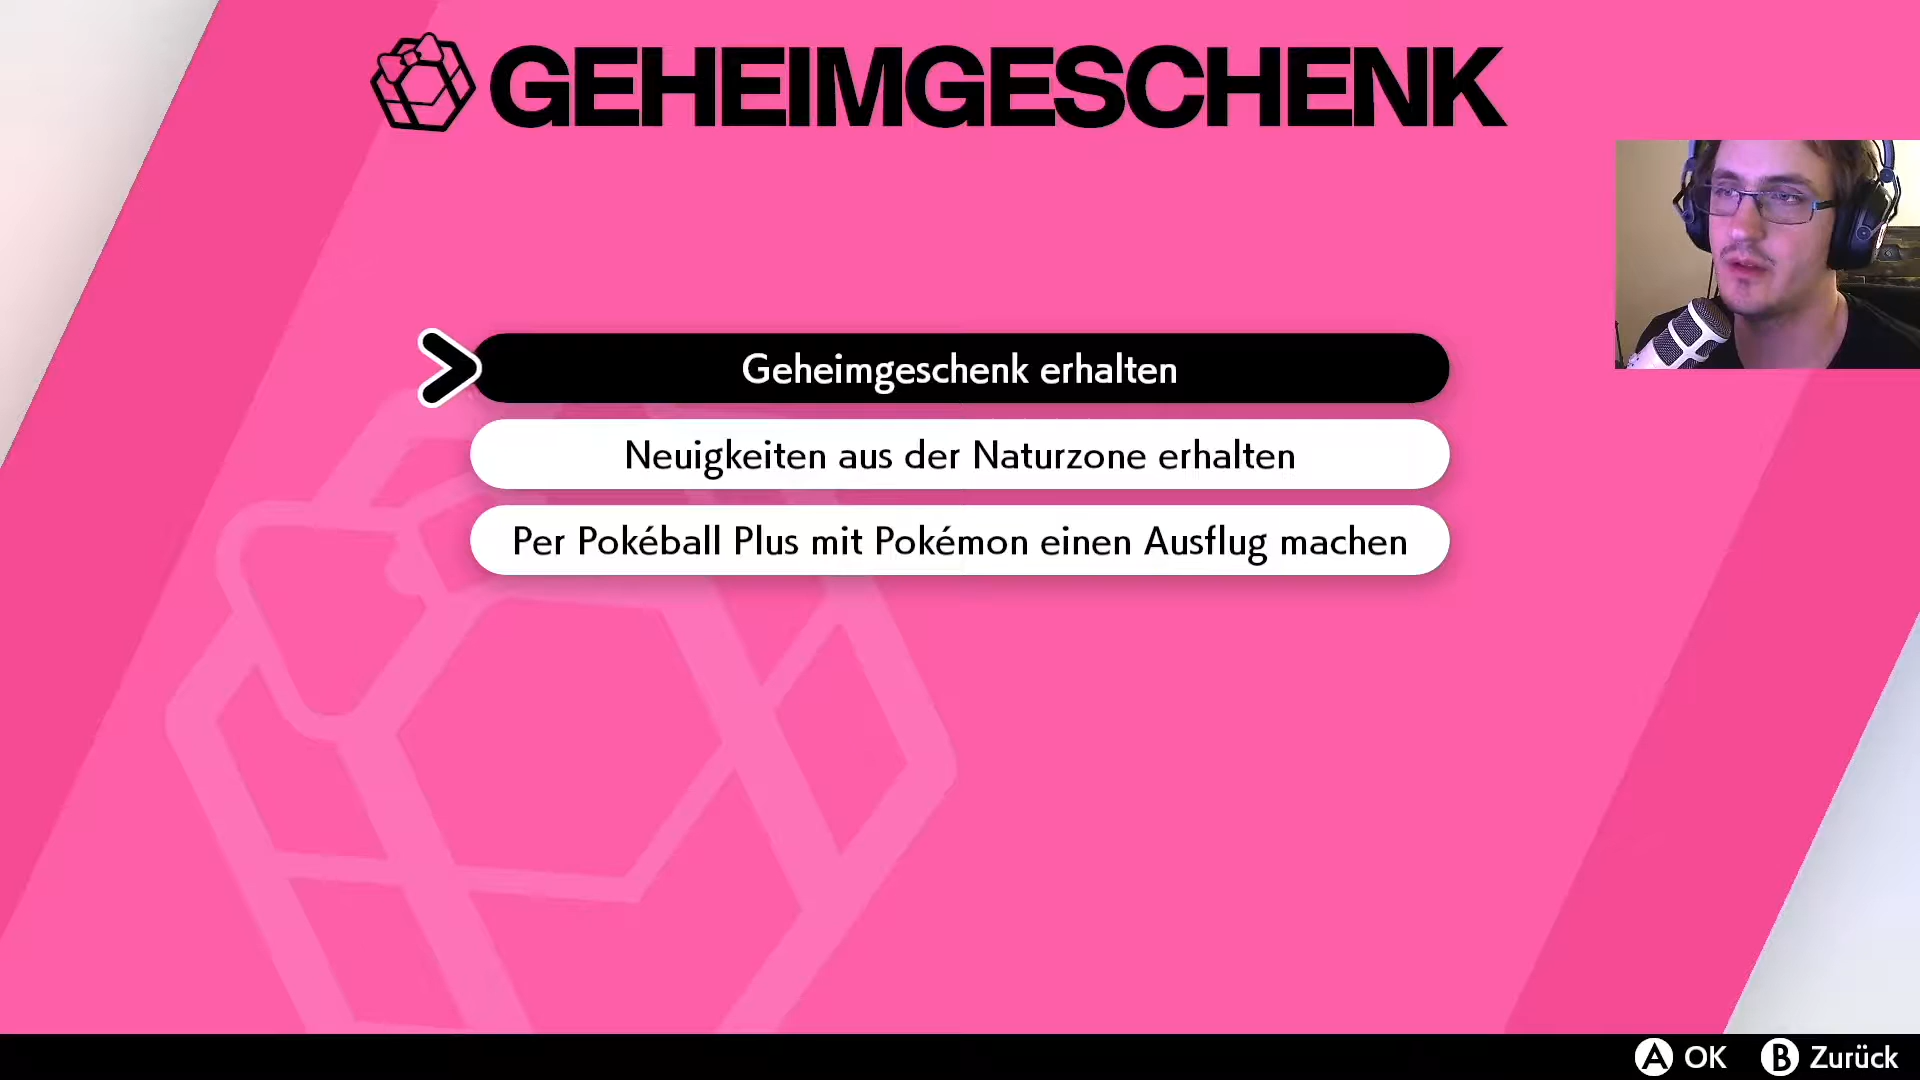 GEHEIMGESCHENK
Geheimgeschenk erhalten
Neuigkeiten aus der Naturzone erhalten
Per Pokéball Plus mit Pokémon einen Ausflug machen
A OK B Zurück